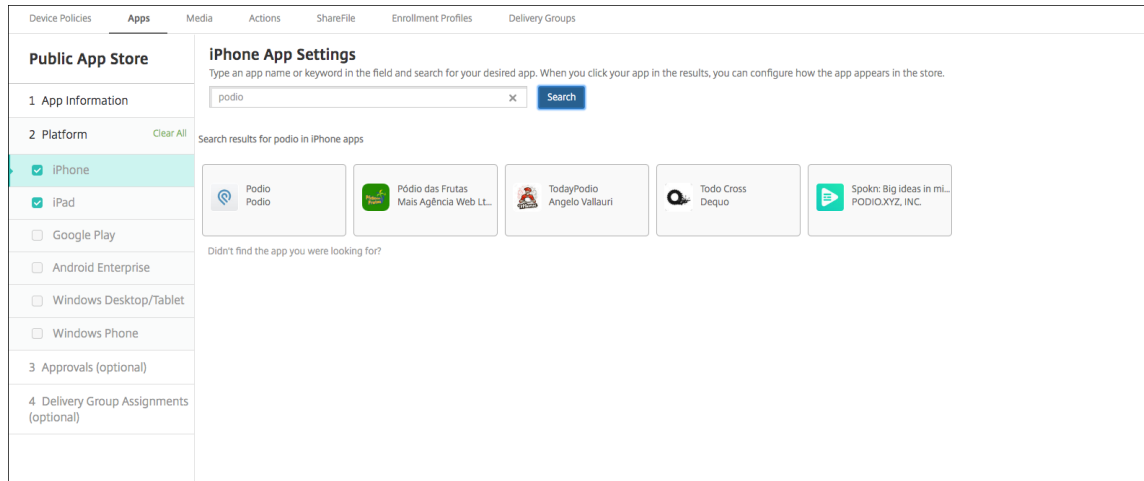 Device Policies Apps Media Actions ShareFile Enrollment Profiles Delivery Groups
Public App Store
1 App Information
2 Platform Clear All
iPhone
iPad
Google Play
Android Enterprise
Windows Desktop/Tablet
Windows Phone
3 Approvals (optional)
4 Delivery Group Assignments
(optional)
iPhone App Settings
Type an app name or keyword in the field and search for your desired app. When you click your app in the results, you can configure how the app appears in the store.
podio Search
Search results for podio in iPhone apps
Podio
Podio
Pódio das Frutas
Mais Agência Web Lt...
TodayPodio
Angelo Vallauri
Todo Cross
Dequo
Spokn: Big ideas in mi...
PODIO.XYZ, INC.
Didn't find the app you were looking for?